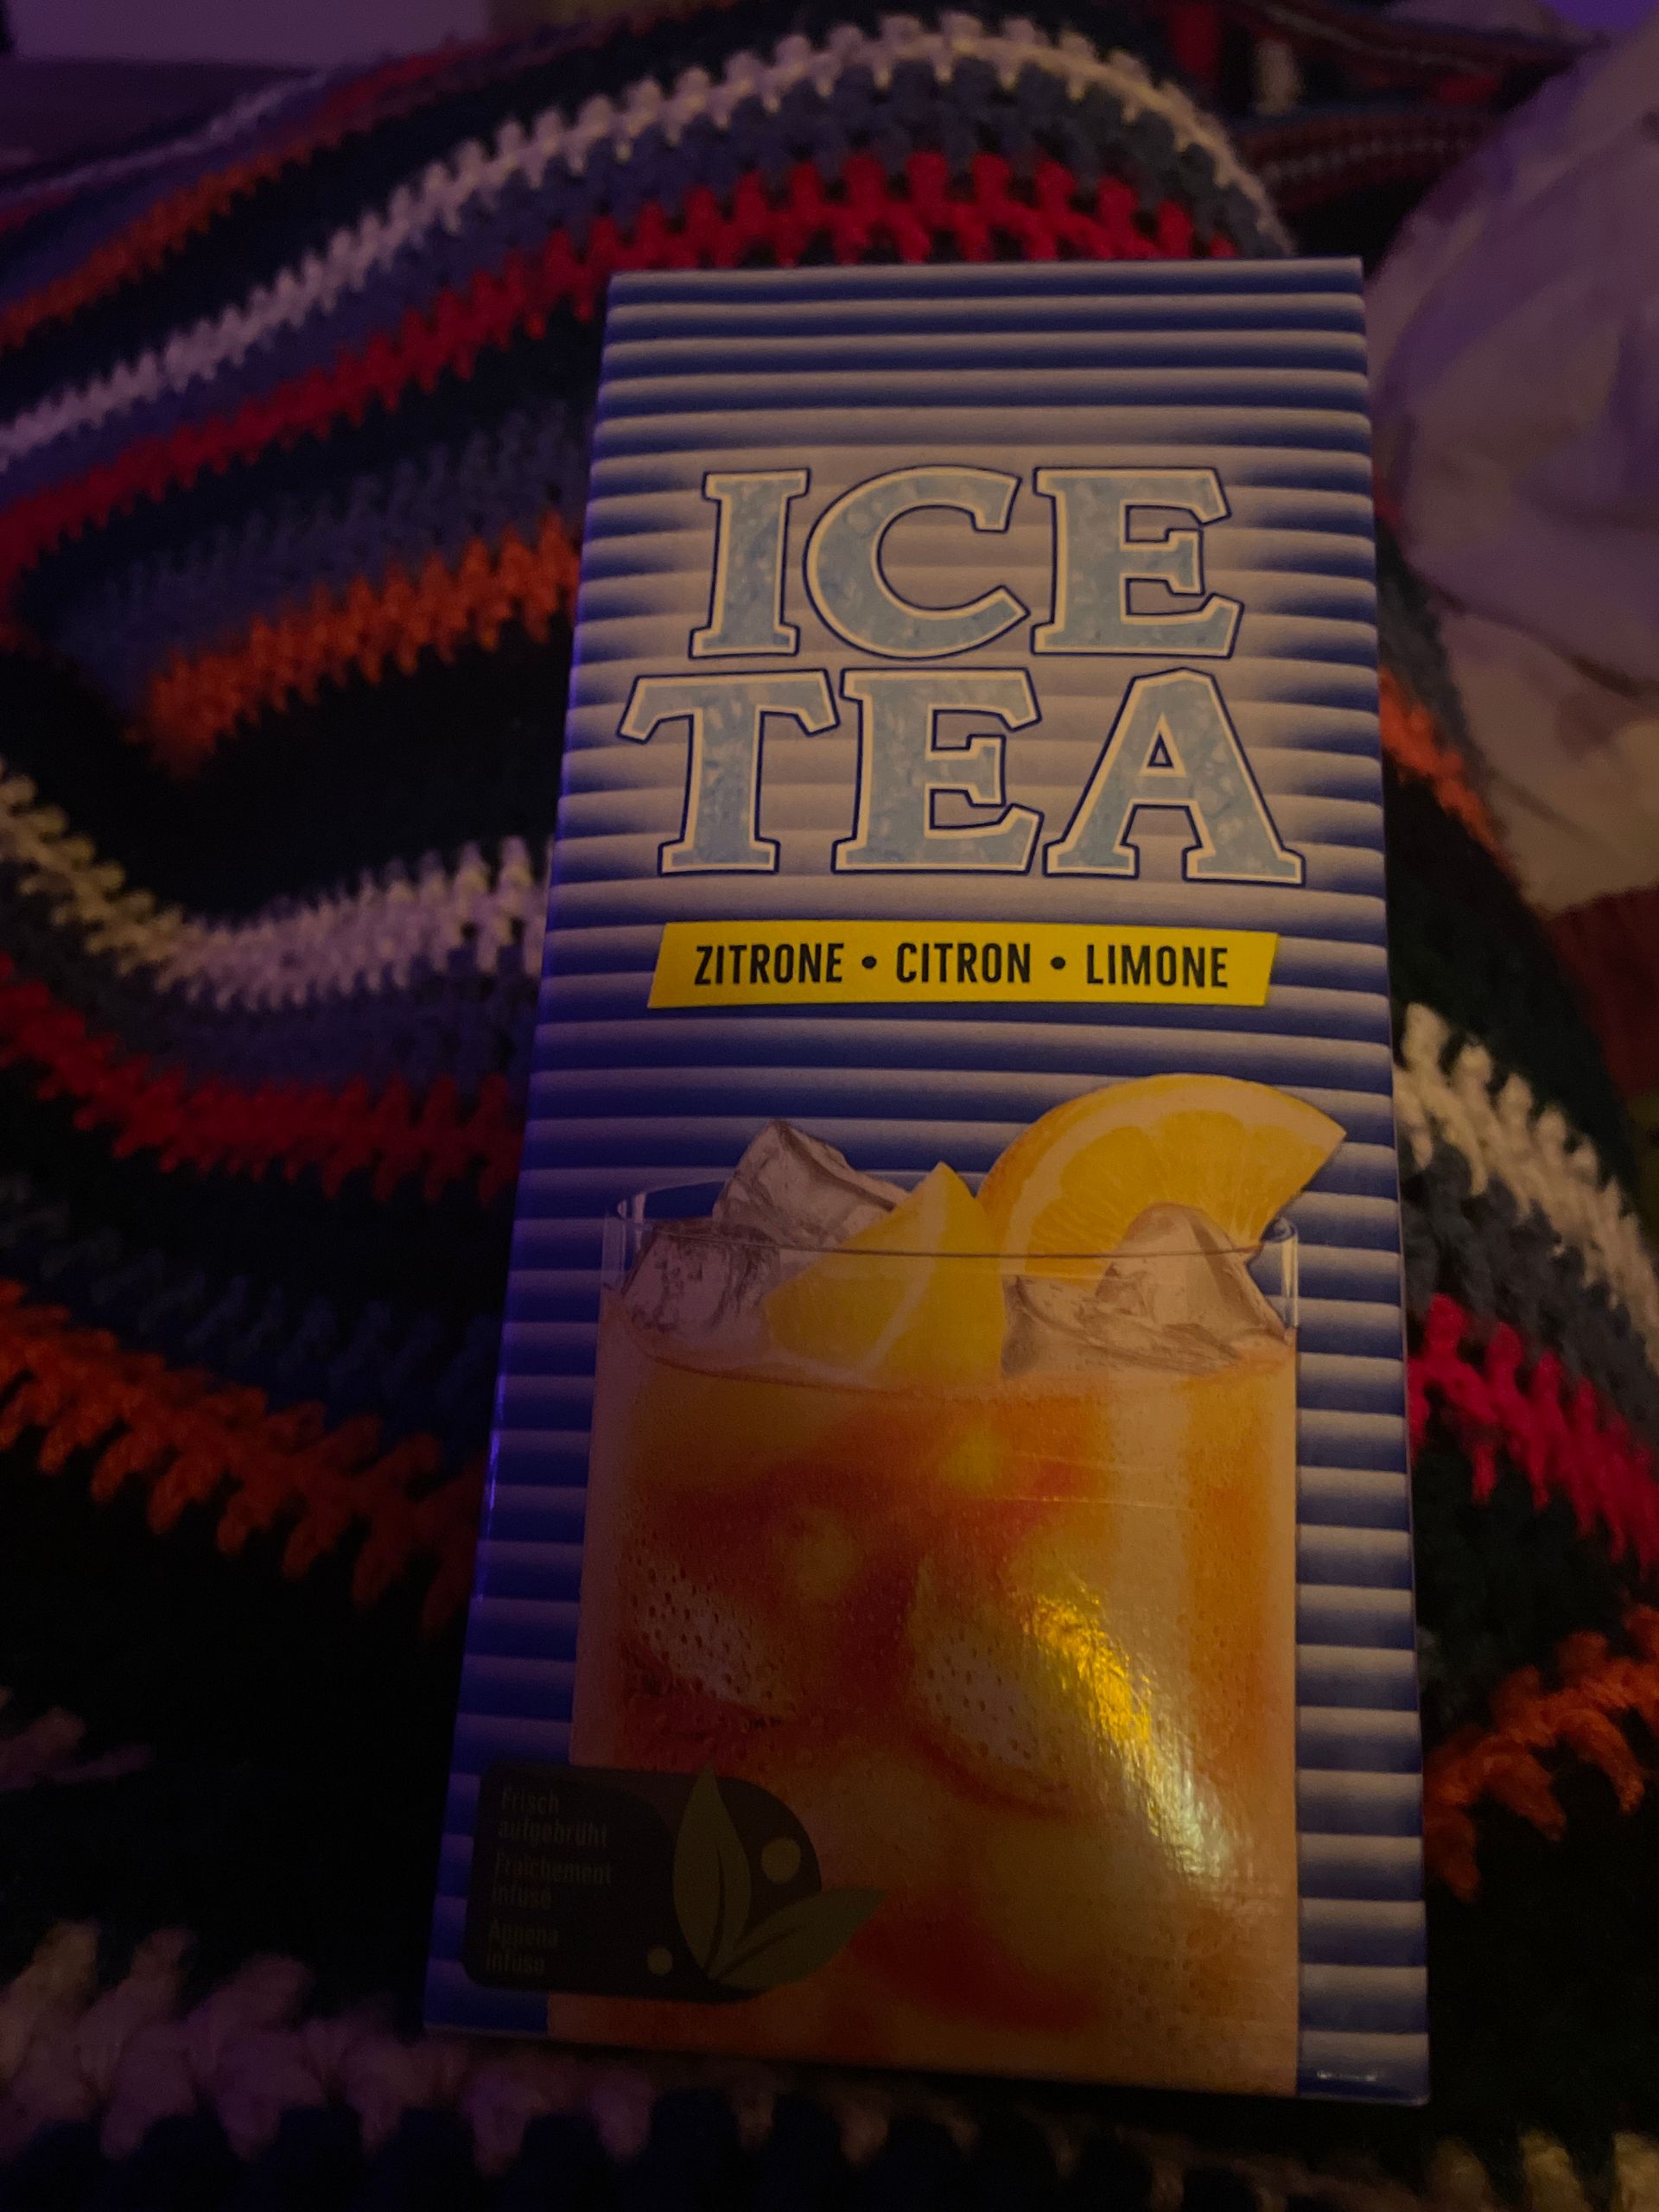 ICE
TEA
ZITRONE • CITRON • LIMONE
Frisch
aufgebrüht
Fraîchement
infusé
Appena
infuso